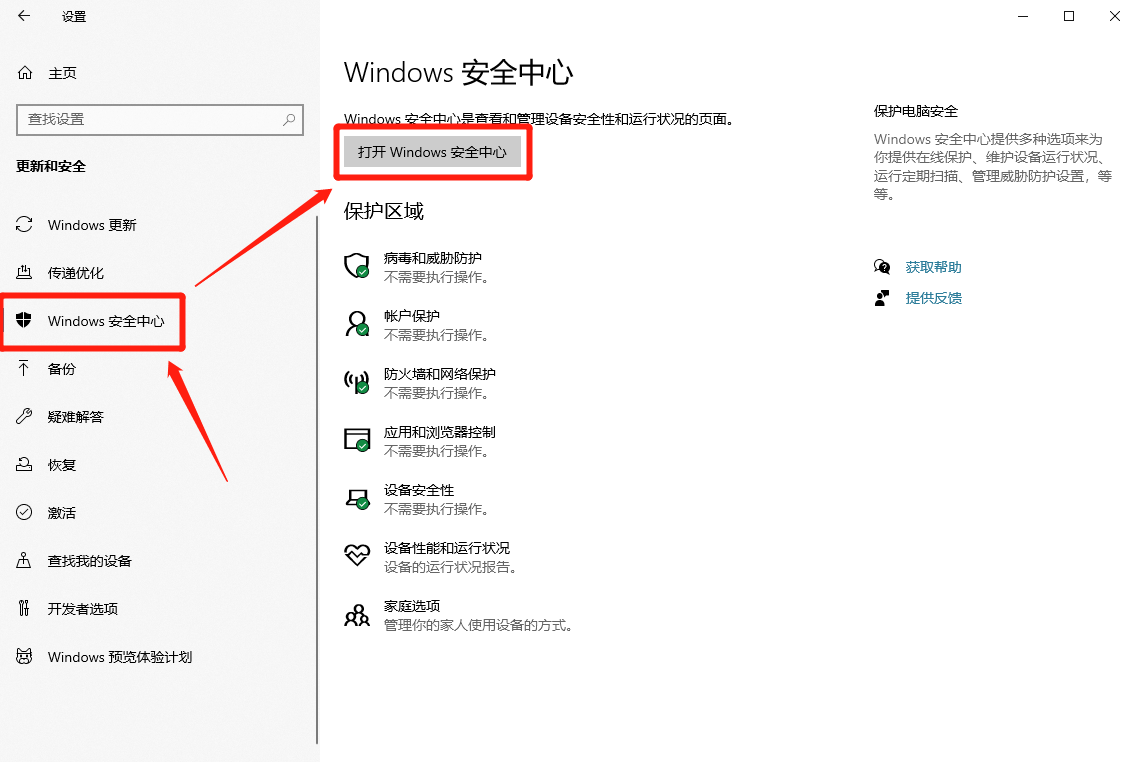 设置
主页
查找设置
更新和安全
Windows 更新
传递优化
Windows 安全中心
备份
疑难解答
恢复
激活
查找我的设备
开发者选项
Windows 预览体验计划
Windows 安全中心
Windows 安全中心是查看和管理设备安全性和运行状况的页面。
打开 Windows 安全中心
保护区域
病毒和威胁防护
不需要执行操作。
帐户保护
不需要执行操作。
防火墙和网络保护
不需要执行操作。
应用和浏览器控制
不需要执行操作。
设备安全性
不需要执行操作。
设备性能和运行状况
设备的运行状况报告。
家庭选项
管理你的家人使用设备的方式。
保护电脑安全
Windows 安全中心提供多种选项来为
你提供在线保护、维护设备运行状况、
运行定期扫描、管理威胁防护设置，等
等。
获取帮助
提供反馈